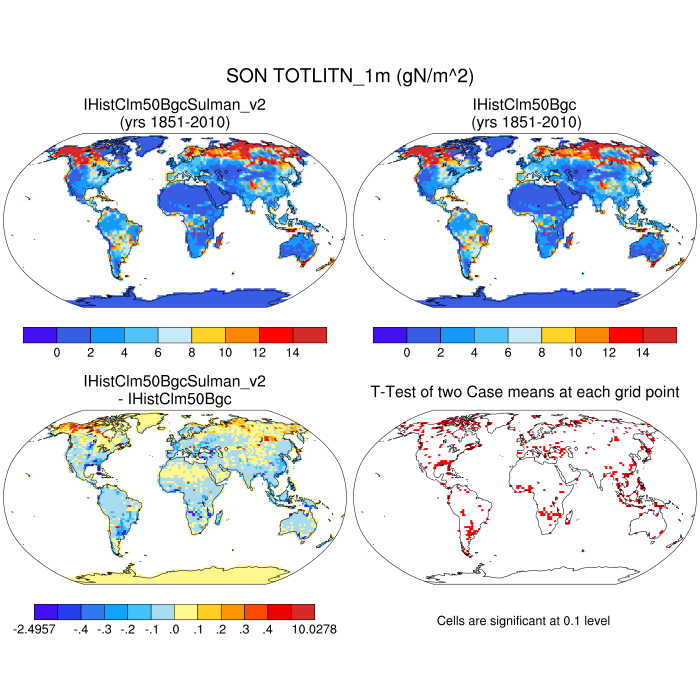 SON TOTLITN_1m (gN/m^2)
IHistClm50BgcSulman_v2
(yrs 1851-2010)
IHistClm50Bgc
(yrs 1851-2010)
0 2 4 6 8 10 12 14
0 2 4 6 8 10 12 14
IHistClm50BgcSulman_v2
- IHistClm50Bgc
T-Test of two Case means at each grid point
-2.4957 -.4 -.3 -.2 -.1 .0 .1 .2 .3 .4 10.0278
Cells are significant at 0.1 level